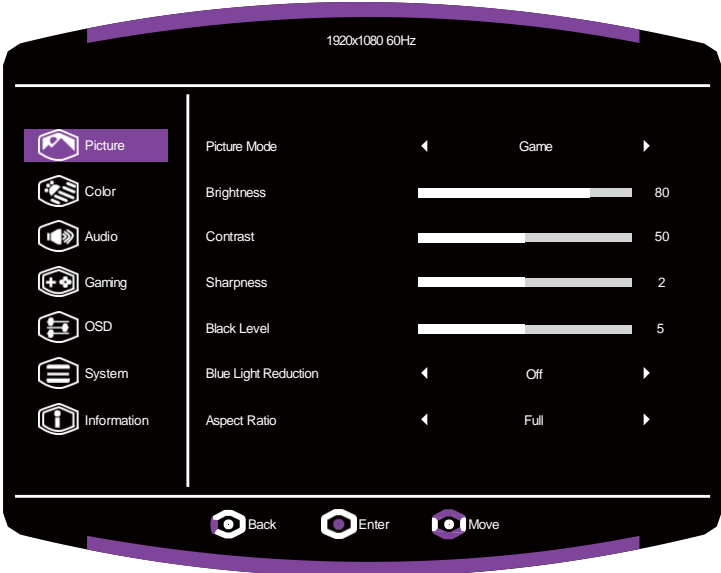 1920x1080 60Hz
Picture
Color
Audio
Gaming
OSD
System
Information
Picture Mode Game
Brightness 80
Contrast 50
Sharpness 2
Black Level 5
Blue Light Reduction Off
Aspect Ratio Full
Back Enter Move